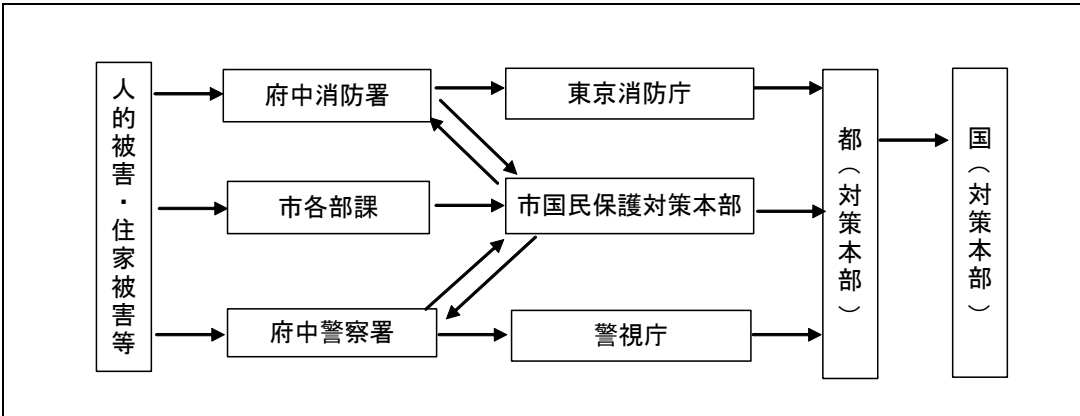 人的被害・住家被害等
府中消防署
東京消防庁
市各部課
市国民保護対策本部
府中警察署
警視庁
都（対策本部）
国（対策本部）